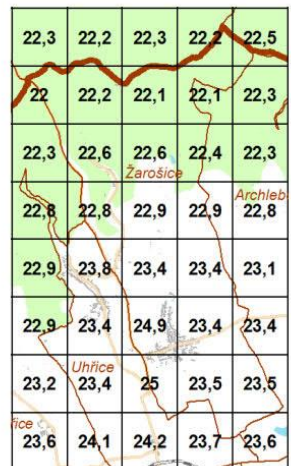 22,3 22,2 22,3 22,2 22,5
22 22,2 22,1 22,1 22,3
22,3 22,6 22,6 22,4 22,3
Žarošice
Archleb
22,8 22,8 22,9 22,9 22,8
22,9 23,8 23,4 23,4 23,1
22,9 23,4 24,9 23,4 23,4
Uhřice
23,2 23,4 25 23,5 23,5
řice
23,6 24,1 24,2 23,7 23,6